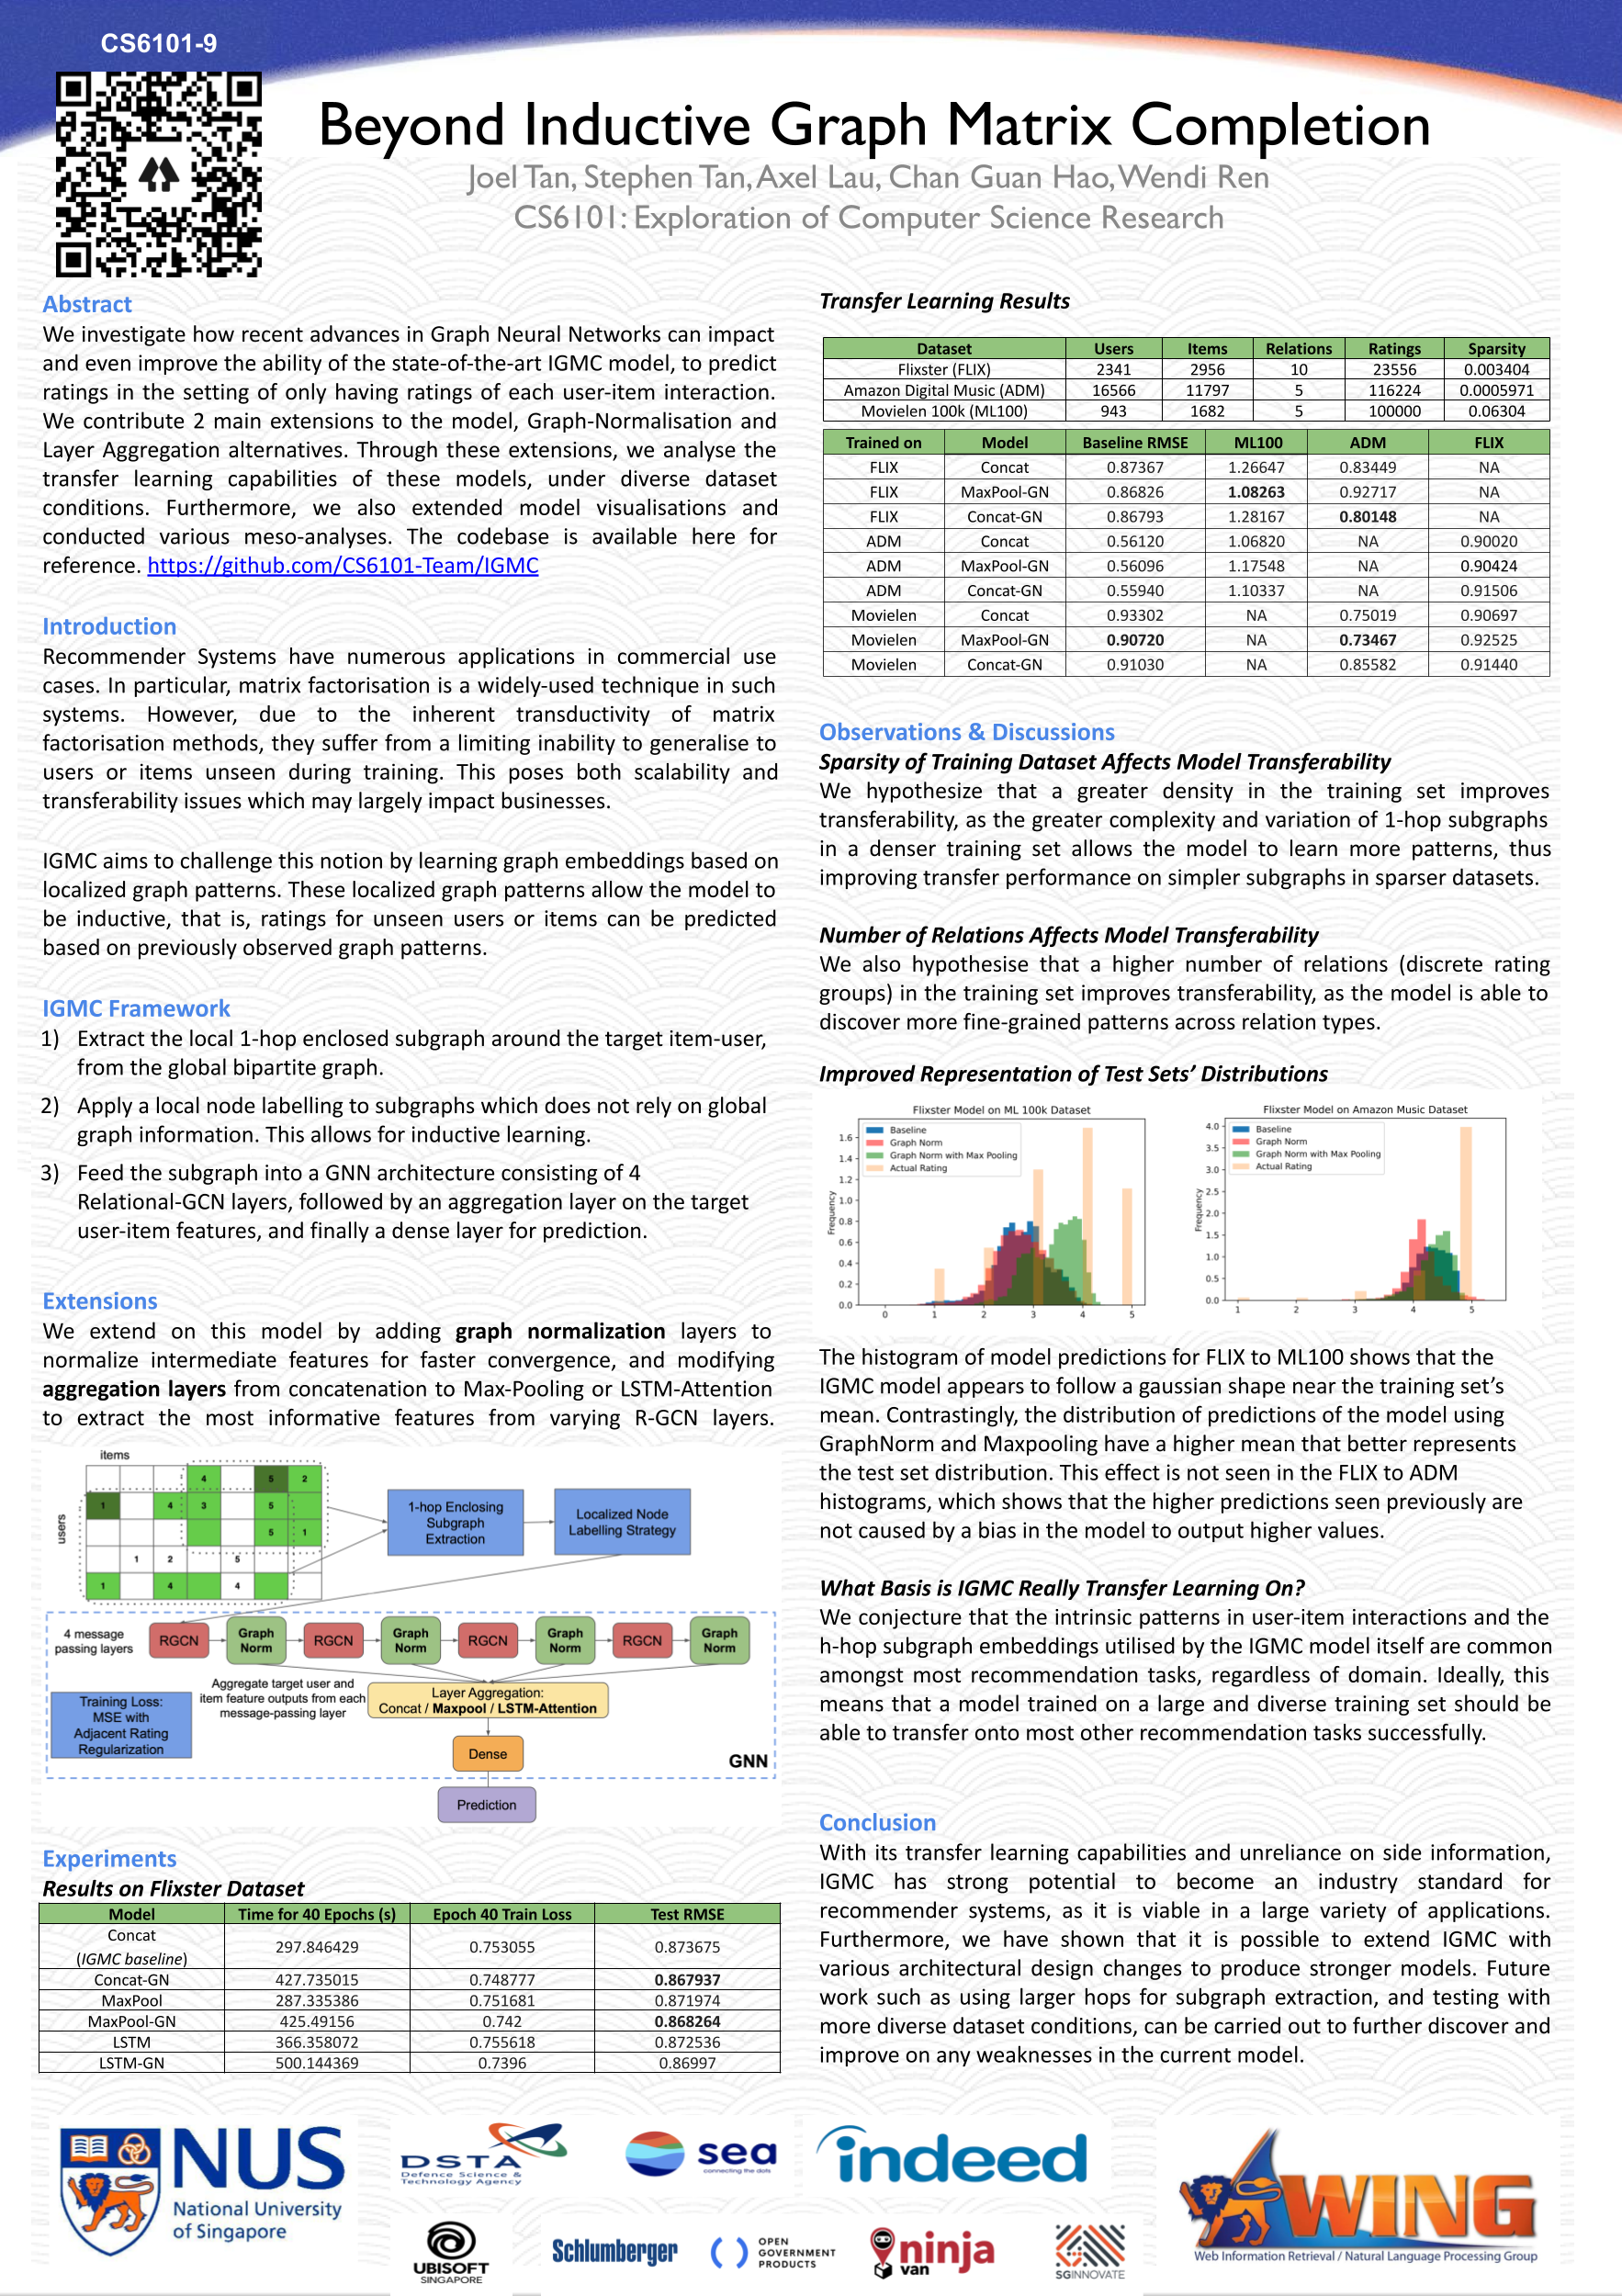 CS6101-9
Beyond Inductive Graph Matrix Completion
Joel Tan, Stephen Tan, Axel Lau, Chan Guan Hao, Wendi Ren
CS6101: Exploration of Computer Science Research
Abstract
We investigate how recent advances in Graph Neural Networks can impact
and even improve the ability of the state-of-the-art IGMC model, to predict
ratings in the setting of only having ratings of each user-item interaction.
We contribute 2 main extensions to the model, Graph-Normalisation and
Layer Aggregation alternatives. Through these extensions, we analyse the
transfer learning capabilities of these models, under diverse dataset
conditions. Furthermore, we also extended model visualisations and
conducted various meso-analyses. The codebase is available here for
reference. https://github.com/CS6101-Team/IGMC
Introduction
Recommender Systems have numerous applications in commercial use
cases. In particular, matrix factorisation is a widely-used technique in such
systems. However, due to the inherent transductivity of matrix
factorisation methods, they suffer from a limiting inability to generalise to
users or items unseen during training. This poses both scalability and
transferability issues which may largely impact businesses.
IGMC aims to challenge this notion by learning graph embeddings based on
localized graph patterns. These localized graph patterns allow the model to
be inductive, that is, ratings for unseen users or items can be predicted
based on previously observed graph patterns.
IGMC Framework
1) Extract the local 1-hop enclosed subgraph around the target item-user,
from the global bipartite graph.
2) Apply a local node labelling to subgraphs which does not rely on global
graph information. This allows for inductive learning.
3) Feed the subgraph into a GNN architecture consisting of 4
Relational-GCN layers, followed by an aggregation layer on the target
user-item features, and finally a dense layer for prediction.
Extensions
We extend on this model by adding graph normalization layers to
normalize intermediate features for faster convergence, and modifying
aggregation layers from concatenation to Max-Pooling or LSTM-Attention
to extract the most informative features from varying R-GCN layers.
items
users
4 5 2
1 4 3 5
5 1
1 2 5
1 4 4
1-hop Enclosing
Subgraph
Extraction
Localized Node
Labelling Strategy
4 message
passing layers
RGCN
Graph
Norm
RGCN
Graph
Norm
RGCN
Graph
Norm
RGCN
Graph
Norm
Aggregate target user and
item feature outputs from each
message-passing layer
Layer Aggregation:
Concat / Maxpool / LSTM-Attention
Training Loss:
MSE with
Adjacent Rating
Regularization
Dense
GNN
Prediction
Experiments
Results on Flixster Dataset
Model Time for 40 Epochs (s) Epoch 40 Train Loss Test RMSE
Concat
(IGMC baseline) 297.846429 0.753055 0.873675
Concat-GN 427.735015 0.748777 0.867937
MaxPool 287.335386 0.751681 0.871974
MaxPool-GN 425.49156 0.742 0.868264
LSTM 366.358072 0.755618 0.872536
LSTM-GN 500.144369 0.7396 0.86997
Transfer Learning Results
Dataset Users Items Relations Ratings Sparsity
Flixster (FLIX) 2341 2956 10 23556 0.003404
Amazon Digital Music (ADM) 16566 11797 5 116224 0.0005971
Movielen 100k (ML100) 943 1682 5 100000 0.06304
Trained on Model Baseline RMSE ML100 ADM FLIX
FLIX Concat 0.87367 1.26647 0.83449 NA
FLIX MaxPool-GN 0.86826 1.08263 0.92717 NA
FLIX Concat-GN 0.86793 1.28167 0.80148 NA
ADM Concat 0.56120 1.06820 NA 0.90020
ADM MaxPool-GN 0.56096 1.17548 NA 0.90424
ADM Concat-GN 0.55940 1.10337 NA 0.91506
Movielen Concat 0.93302 NA 0.75019 0.90697
Movielen MaxPool-GN 0.90720 NA 0.73467 0.92525
Movielen Concat-GN 0.91030 NA 0.85582 0.91440
Observations & Discussions
Sparsity of Training Dataset Affects Model Transferability
We hypothesize that a greater density in the training set improves
transferability, as the greater complexity and variation of 1-hop subgraphs
in a denser training set allows the model to learn more patterns, thus
improving transfer performance on simpler subgraphs in sparser datasets.
Number of Relations Affects Model Transferability
We also hypothesise that a higher number of relations (discrete rating
groups) in the training set improves transferability, as the model is able to
discover more fine-grained patterns across relation types.
Improved Representation of Test Sets' Distributions
Flixster Model on ML 100k Dataset
Baseline
Graph Norm
Graph Norm with Max Pooling
Actual Rating
Frequency
1.6
1.4
1.2
1.0
0.8
0.6
0.4
0.2
0.0
0 1 2 3 4 5
Flixster Model on Amazon Music Dataset
Baseline
Graph Norm
Graph Norm with Max Pooling
Actual Rating
Frequency
4.0
3.5
3.0
2.5
2.0
1.5
1.0
0.5
0.0
1 2 3 4 5
The histogram of model predictions for FLIX to ML100 shows that the
IGMC model appears to follow a gaussian shape near the training set's
mean. Contrastingly, the distribution of predictions of the model using
GraphNorm and Maxpooling have a higher mean that better represents
the test set distribution. This effect is not seen in the FLIX to ADM
histograms, which shows that the higher predictions seen previously are
not caused by a bias in the model to output higher values.
What Basis is IGMC Really Transfer Learning On?
We conjecture that the intrinsic patterns in user-item interactions and the
h-hop subgraph embeddings utilised by the IGMC model itself are common
amongst most recommendation tasks, regardless of domain. Ideally, this
means that a model trained on a large and diverse training set should be
able to transfer onto most other recommendation tasks successfully.
Conclusion
With its transfer learning capabilities and unreliance on side information,
IGMC has strong potential to become an industry standard for
recommender systems, as it is viable in a large variety of applications.
Furthermore, we have shown that it is possible to extend IGMC with
various architectural design changes to produce stronger models. Future
work such as using larger hops for subgraph extraction, and testing with
more diverse dataset conditions, can be carried out to further discover and
improve on any weaknesses in the current model.
NUS
National University
of Singapore
DSTA
Defence Science &
Technology Agency
sea
connecting the dots
indeed
UBISOFT
SINGAPORE
Schlumberger
OPEN
GOVERNMENT
PRODUCTS
ninja
van
SGINNOVATE
WING
Web Information Retrieval / Natural Language Processing Group